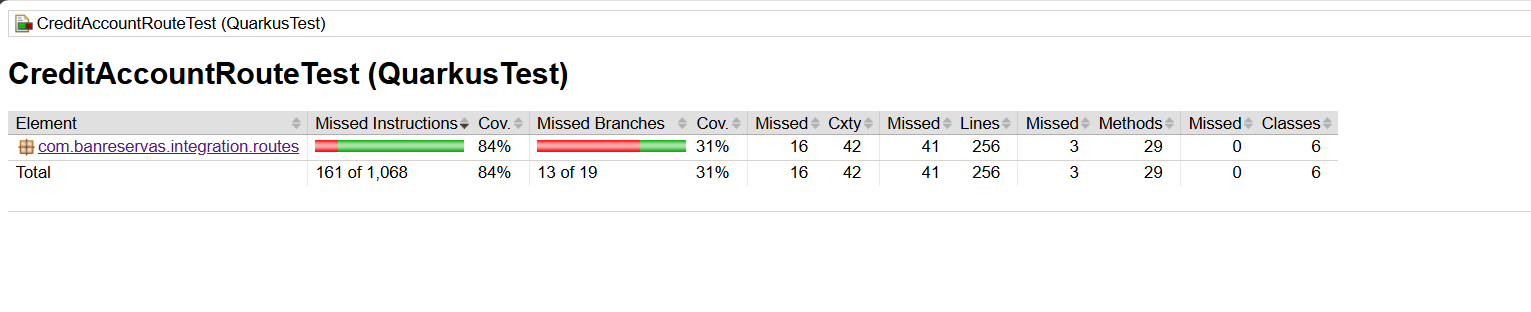 CreditAccountRouteTest (QuarkusTest)
CreditAccountRouteTest (QuarkusTest)
Element Missed Instructions Cov. Missed Branches Cov. Missed Cxty Missed Lines Missed Methods Missed Classes
com.banreservas.integration.routes 84% 31% 16 42 41 256 3 29 0 6
Total 161 of 1,068 84% 13 of 19 31% 16 42 41 256 3 29 0 6